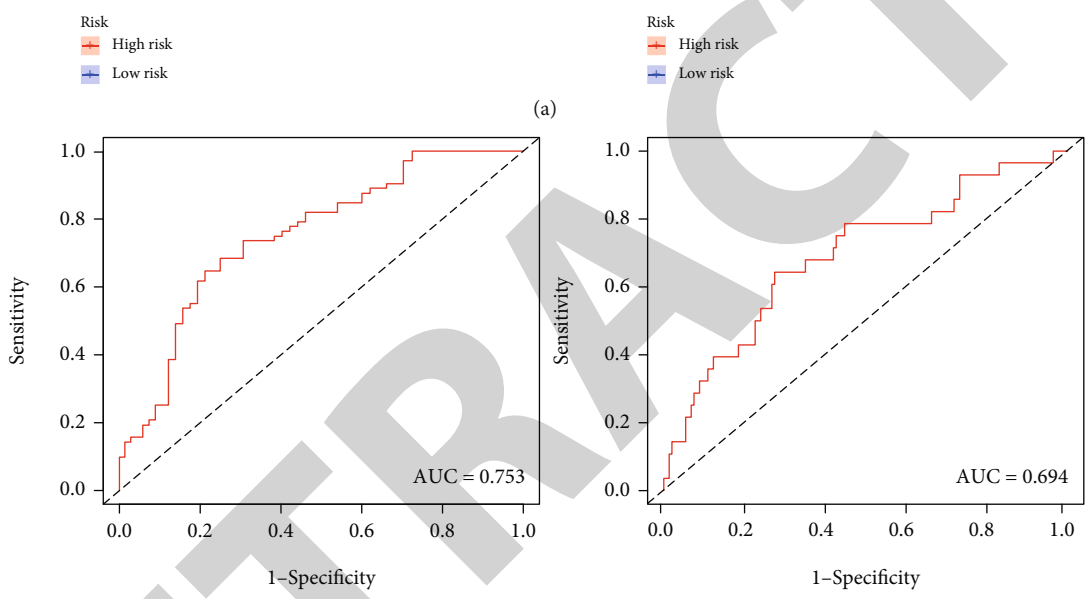 Risk
High risk
Low risk
Risk
High risk
Low risk
(a)
1.0
0.8
0.6
0.4
0.2
0.0
Sensitivity
AUC = 0.753
0.0 0.2 0.4 0.6 0.8 1.0
1–Specificity
1.0
0.8
0.6
0.4
0.2
0.0
Sensitivity
AUC = 0.694
0.0 0.2 0.4 0.6 0.8 1.0
1–Specificity
TRACT